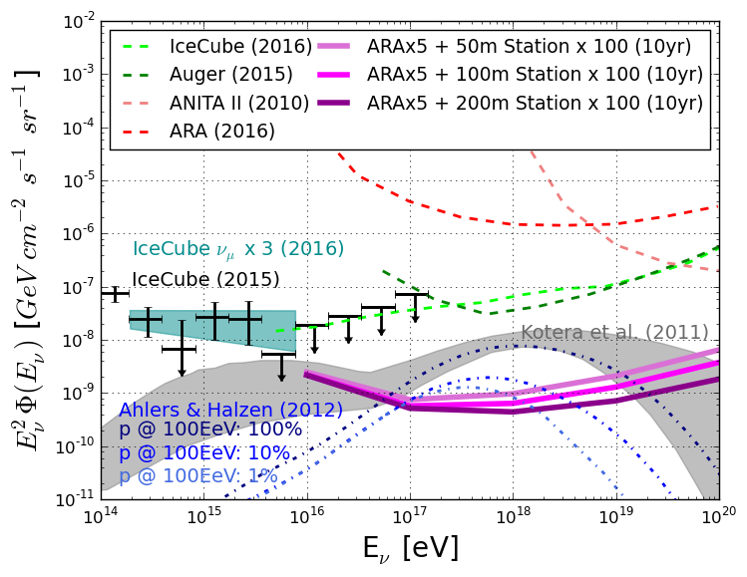 10⁻²
10⁻³
10⁻⁴
10⁻⁵
10⁻⁶
10⁻⁷
10⁻⁸
10⁻⁹
10⁻¹⁰
10⁻¹¹
E²_ν Φ(E_ν) [GeV cm⁻² s⁻¹ sr⁻¹]
IceCube (2016)
Auger (2015)
ANITA II (2010)
ARA (2016)
ARAx5 + 50m Station x 100 (10yr)
ARAx5 + 100m Station x 100 (10yr)
ARAx5 + 200m Station x 100 (10yr)
IceCube ν_μ x 3 (2016)
IceCube (2015)
Kotera et al. (2011)
Ahlers & Halzen (2012)
p @ 100EeV: 100%
p @ 100EeV: 10%
p @ 100EeV: 1%
10¹⁴ 10¹⁵ 10¹⁶ 10¹⁷ 10¹⁸ 10¹⁹ 10²⁰
E_ν [eV]